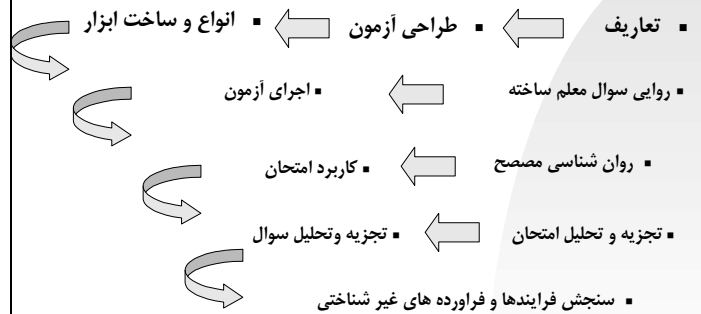 ▪ تعاریف ▪ طراحی آزمون ▪ انواع و ساخت ابزار
▪ روایی سوال معلم ساخته ▪ اجرای آزمون
▪ روان شناسی مصصح ▪ کاربرد امتحان
▪ تجزیه و تحلیل امتحان ▪ تجزیه وتحلیل سوال
▪ سنجش فرایندها و فراورده های غیر شناختی